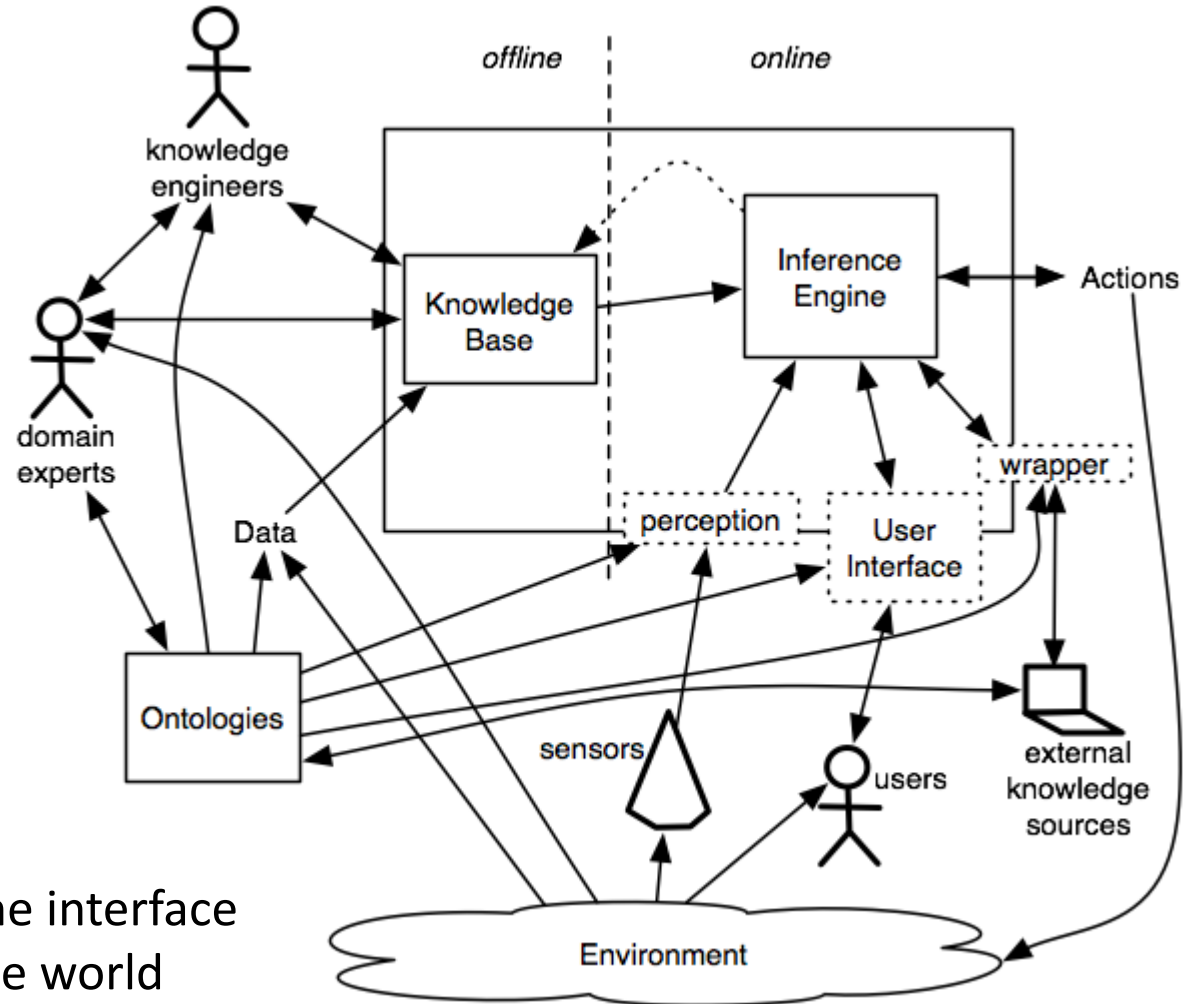 offline
online
knowledge
engineers
Inference
Engine
Actions
Knowledge
Base
domain
experts
wrapper
perception
User
Interface
Data
Ontologies
sensors
users
external
knowledge
sources
ne interface
e world
Environment